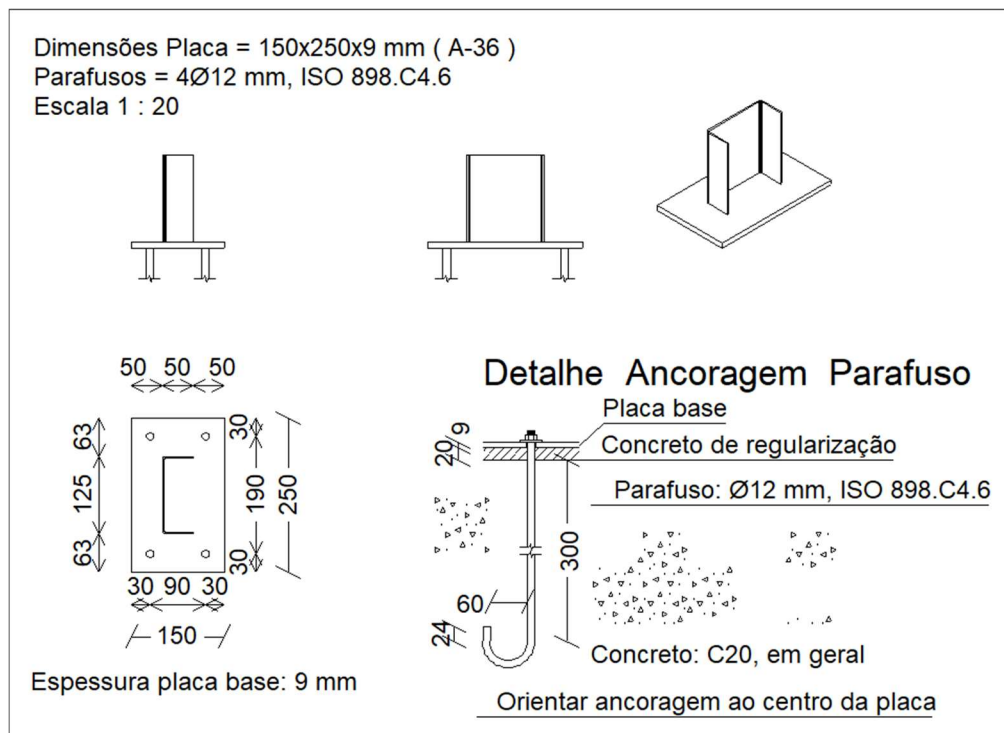 Dimensões Placa = 150x250x9 mm ( A-36 )
Parafusos = 4Ø12 mm, ISO 898.C4.6
Escala 1 : 20
50 50 50
63
125
63
30
190
30
250
30 90 30
150
Espessura placa base: 9 mm
Detalhe Ancoragem Parafuso
Placa base
9
20
Concreto de regularização
Parafuso: Ø12 mm, ISO 898.C4.6
300
60
24
Concreto: C20, em geral
Orientar ancoragem ao centro da placa